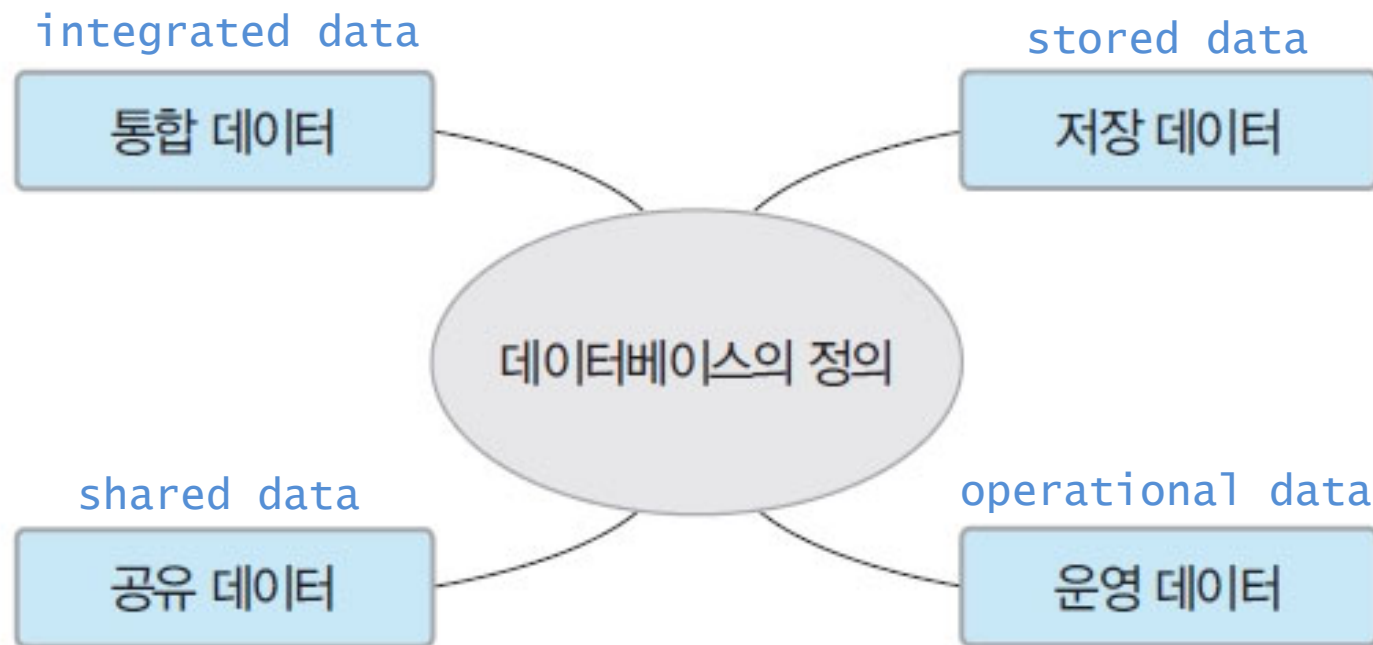 integrated data
stored data
통합 데이터
저장 데이터
데이터베이스의 정의
shared data
operational data
공유 데이터
운영 데이터